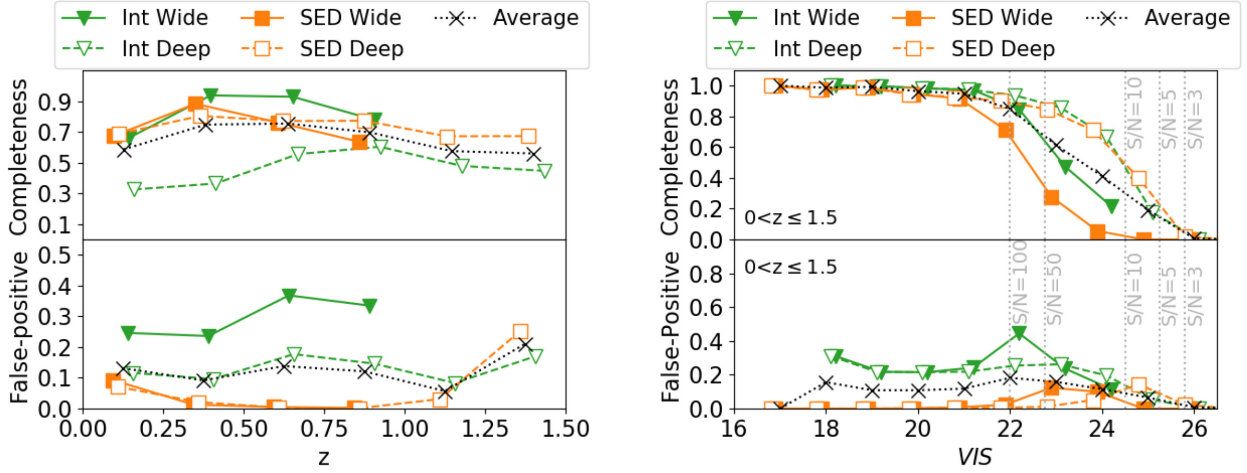 Int Wide SED Wide Average
Int Deep SED Deep
Completeness
0.9
0.7
0.5
0.3
0.1
False-positive
0.5
0.4
0.3
0.2
0.1
0.0
0.00 0.25 0.50 0.75 1.00 1.25 1.50
z
Int Wide SED Wide Average
Int Deep SED Deep
Completeness
1.0
0.8
0.6
0.4
0.2
0.0
0<z≤1.5
S/N=10
S/N=5
S/N=3
False-Positive
0.8
0.6
0.4
0.2
0.0
0<z≤1.5
S/N=100
S/N=50
S/N=10
S/N=5
S/N=3
16 18 20 22 24 26
VIS